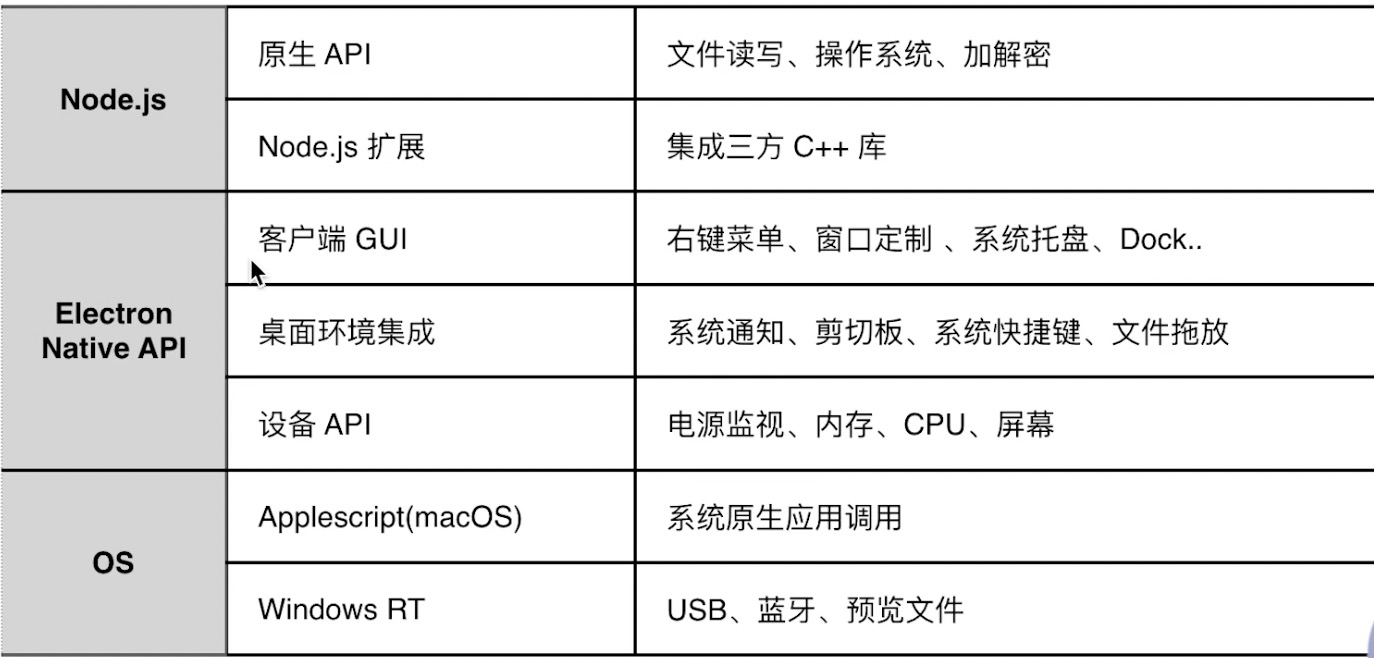 Node.js
原生 API
文件读写、操作系统、加解密
Node.js 扩展
集成三方 C++ 库
Electron
Native API
客户端 GUI
右键菜单、窗口定制 、系统托盘、Dock..
桌面环境集成
系统通知、剪切板、系统快捷键、文件拖放
设备 API
电源监视、内存、CPU、屏幕
OS
Applescript(macOS)
系统原生应用调用
Windows RT
USB、蓝牙、预览文件